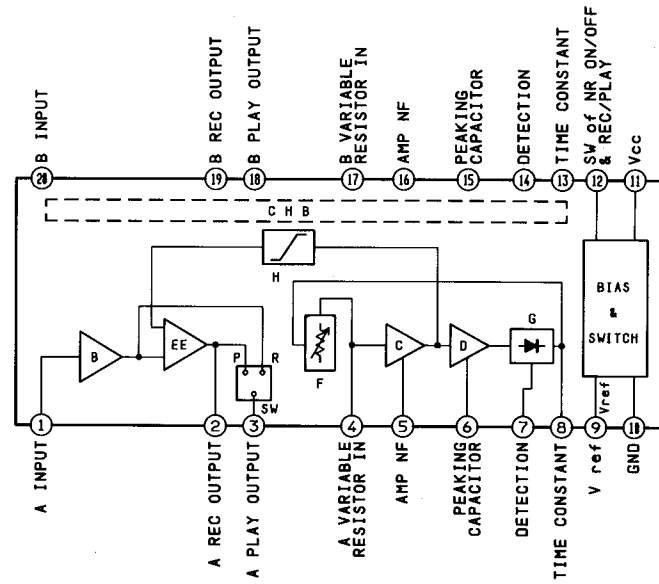 B INPUT
B REC OUTPUT
B PLAY OUTPUT
B VARIABLE
RESISTOR IN
AMP NF
PEAKING
CAPACITOR
DETECTION
TIME CONSTANT
SW of NR ON/OFF
& REC/PLAY
Vcc
20
19
18
17
16
15
14
13
12
11
C H B
H
BIAS
&
SWITCH
B
EE
P
R
SW
F
C
D
G
Vref
1
2
3
4
5
6
7
8
9
10
A INPUT
A REC OUTPUT
A PLAY OUTPUT
A VARIABLE
RESISTOR IN
AMP NF
PEAKING
CAPACITOR
DETECTION
TIME CONSTANT
V ref
GND